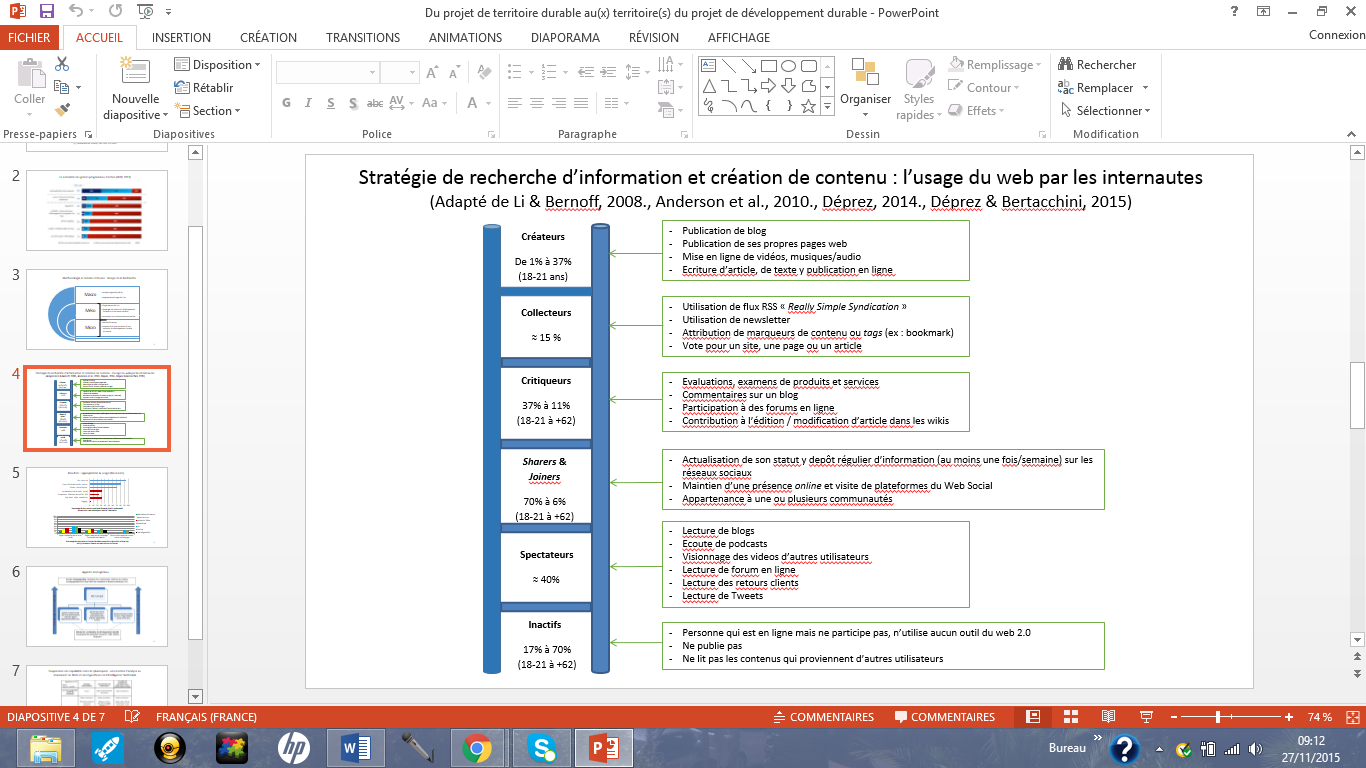 Du projet de territoire durable au(x) territoire(s) du projet de développement durable - PowerPoint
FICHIER ACCUEIL INSERTION CRÉATION TRANSITIONS ANIMATIONS DIAPORAMA RÉVISION AFFICHAGE Connexion
Coller
Nouvelle diapositive
Disposition
Rétablir
Section
Remplissage
Contour
Effets
Organiser
Styles rapides
Rechercher
Remplacer
Sélectionner
Presse-papiers Diapositives Police Paragraphe Dessin Modification
2
3
Macro
Méso
Micro
4
5
6
7
Stratégie de recherche d'information et création de contenu : l'usage du web par les internautes
(Adapté de Li & Bernoff, 2008., Anderson et al., 2010., Déprez, 2014., Déprez & Bertacchini, 2015)
Créateurs
De 1% à 37%
(18-21 ans)
- Publication de blog
- Publication de ses propres pages web
- Mise en ligne de vidéos, musiques/audio
- Ecriture d'article, de texte y publication en ligne
Collecteurs
≈ 15 %
- Utilisation de flux RSS « Really Simple Syndication »
- Utilisation de newsletter
- Attribution de marqueurs de contenu ou tags (ex : bookmark)
- Vote pour un site, une page ou un article
Critiqueurs
37% à 11%
(18-21 à +62)
- Evaluations, examens de produits et services
- Commentaires sur un blog
- Participation à des forums en ligne
- Contribution à l'édition / modification d'article dans les wikis
Sharers &
Joiners
70% à 6%
(18-21 à +62)
- Actualisation de son statut y depôt régulier d'information (au moins une fois/semaine) sur les
réseaux sociaux
- Maintien d'une présence online et visite de plateformes du Web Social
- Appartenance à une ou plusieurs communautés
Spectateurs
≈ 40%
- Lecture de blogs
- Ecoute de podcasts
- Visionnage des videos d'autres utilisateurs
- Lecture de forum en ligne
- Lecture des retours clients
- Lecture de Tweets
Inactifs
17% à 70%
(18-21 à +62)
- Personne qui est en ligne mais ne participe pas, n'utilise aucun outil du web 2.0
- Ne publie pas
- Ne lit pas les contenus qui proviennent d'autres utilisateurs
DIAPOSITIVE 4 DE 7 FRANÇAIS (FRANCE) COMMENTAIRES COMMENTAIRES 74 %
Bureau
09:12
27/11/2015